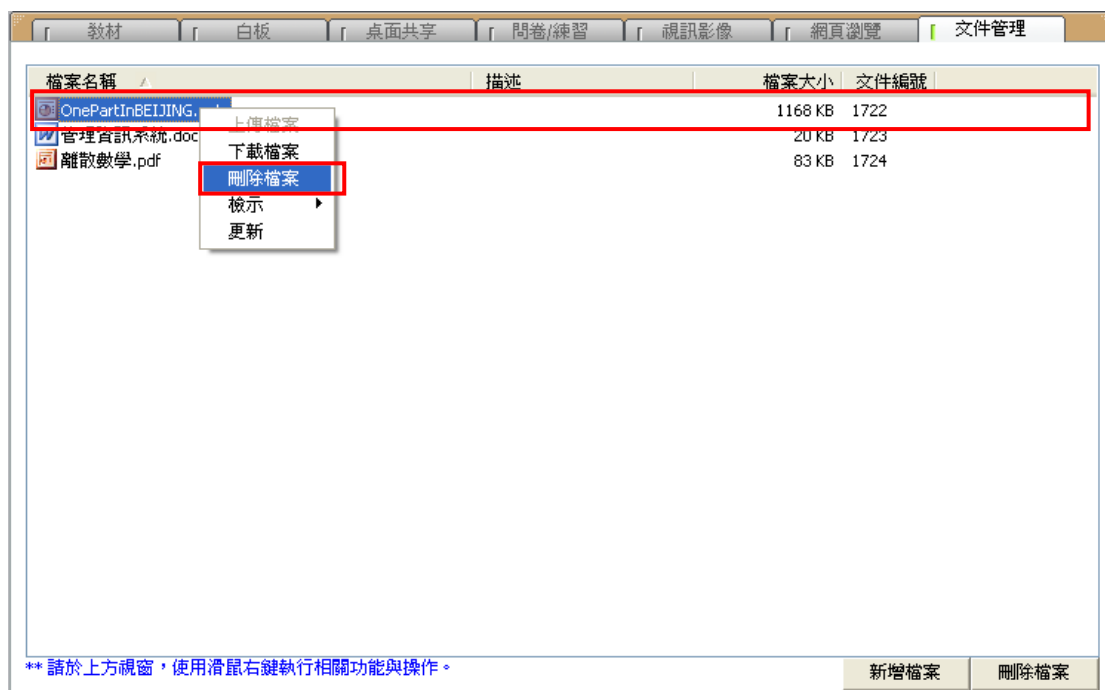 教材 白板 桌面共享 問卷/練習 視訊影像 網頁瀏覽 文件管理
檔案名稱 描述 檔案大小 文件編號
OnePartInBEIJING. 1168 KB 1722
管理資訊系統.doc 20 KB 1723
離散數學.pdf 83 KB 1724
上傳檔案
下載檔案
刪除檔案
檢示
更新
** 請於上方視窗,使用滑鼠右鍵執行相關功能與操作。
新增檔案 刪除檔案